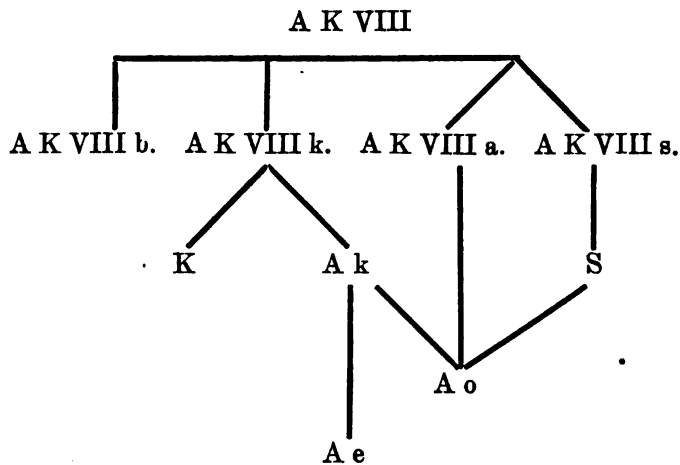 A K VIII
A K VIII b. A K VIII k. A K VIII a. A K VIII s.
K A k S
A o
A e